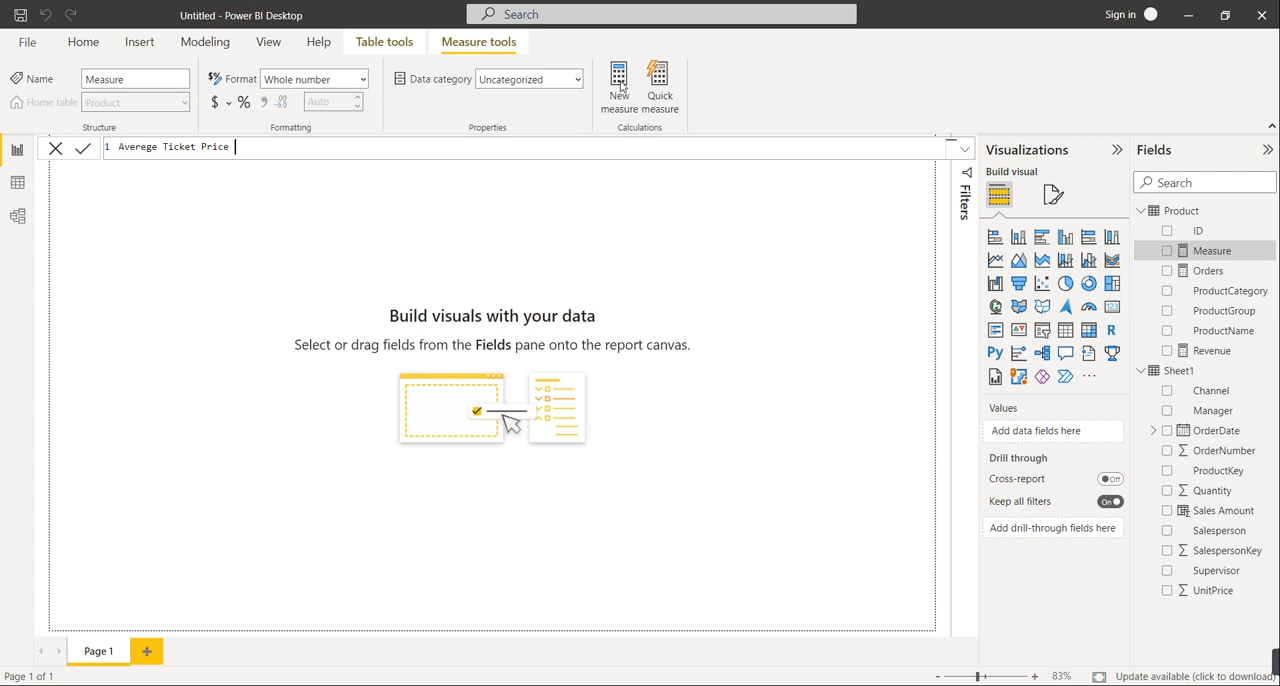 Untitled - Power BI Desktop
Search
Sign in
File
Home
Insert
Modeling
View
Help
Table tools
Measure tools
Name
Measure
Home table
Product
Structure
Format
Whole number
$
%
Auto
Formatting
Data category
Uncategorized
Properties
New
measure
Quick
measure
Calculations
1 Averege Ticket Price
Filters
Build visuals with your data
Select or drag fields from the Fields pane onto the report canvas.
Visualizations
Build visual
123
R
Py
Values
Add data fields here
Drill through
Cross-report
Off
Keep all filters
On
Add drill-through fields here
Fields
Search
Product
ID
Measure
Orders
ProductCategory
ProductGroup
ProductName
Revenue
Sheet1
Channel
Manager
OrderDate
OrderNumber
ProductKey
Quantity
Sales Amount
Salesperson
SalespersonKey
Supervisor
UnitPrice
Page 1
Page 1 of 1
83%
Update available (click to download)